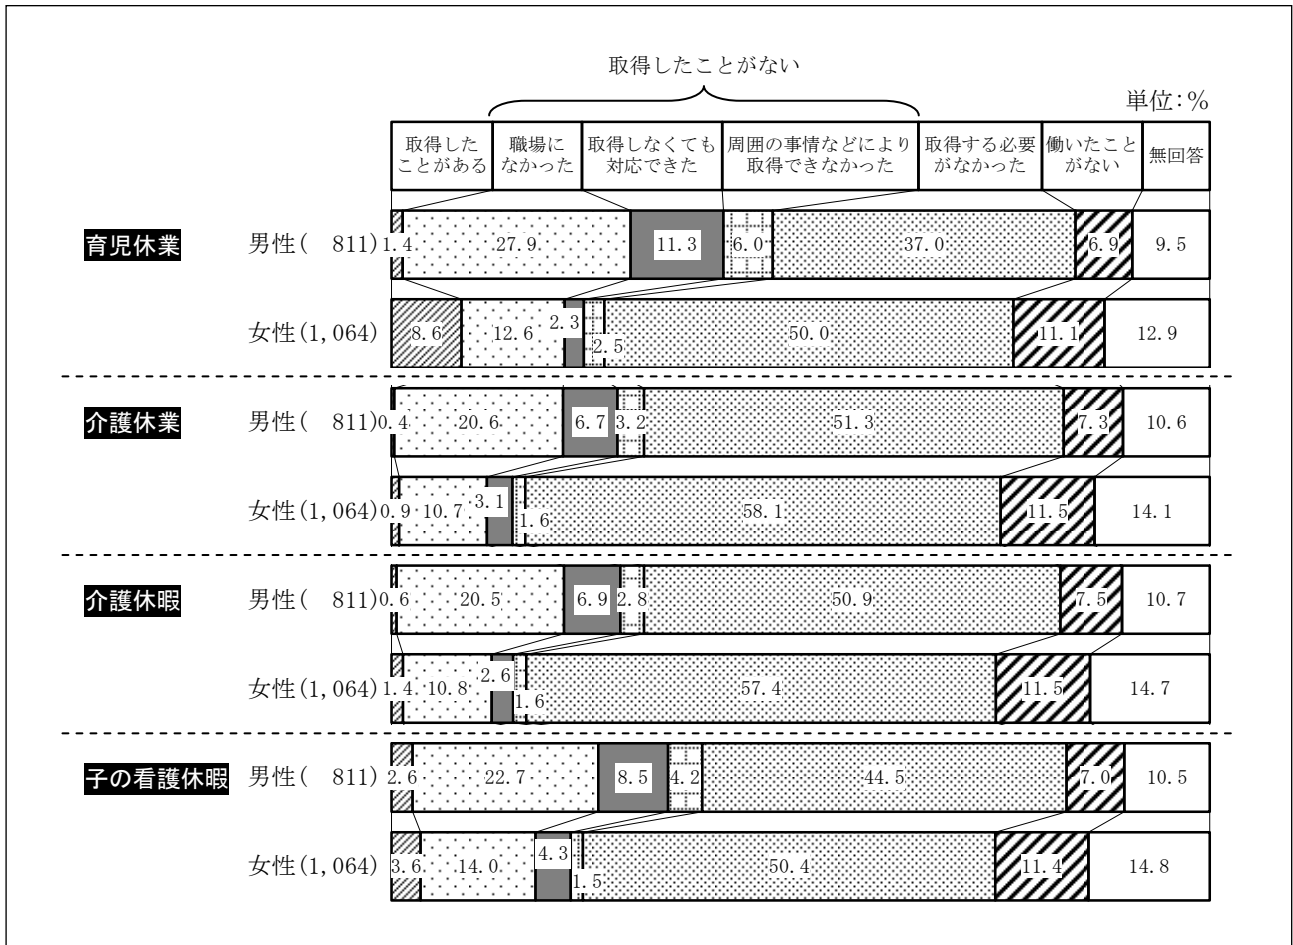 取得したことがない
単位：%
取得した
ことがある
職場に
なかった
取得しなくても
対応できた
周囲の事情などにより
取得できなかった
取得する必要
がなかった
働いたこと
がない
無回答
育児休業 男性(　811) 1.4 27.9 11.3 6.0 37.0 6.9 9.5
女性(1,064) 8.6 12.6 2.3 2.5 50.0 11.1 12.9
介護休業 男性(　811) 0.4 20.6 6.7 3.2 51.3 7.3 10.6
女性(1,064) 0.9 10.7 3.1 1.6 58.1 11.5 14.1
介護休暇 男性(　811) 0.6 20.5 6.9 2.8 50.9 7.5 10.7
女性(1,064) 1.4 10.8 2.6 1.6 57.4 11.5 14.7
子の看護休暇 男性(　811) 2.6 22.7 8.5 4.2 44.5 7.0 10.5
女性(1,064) 3.6 14.0 4.3 1.5 50.4 11.4 14.8